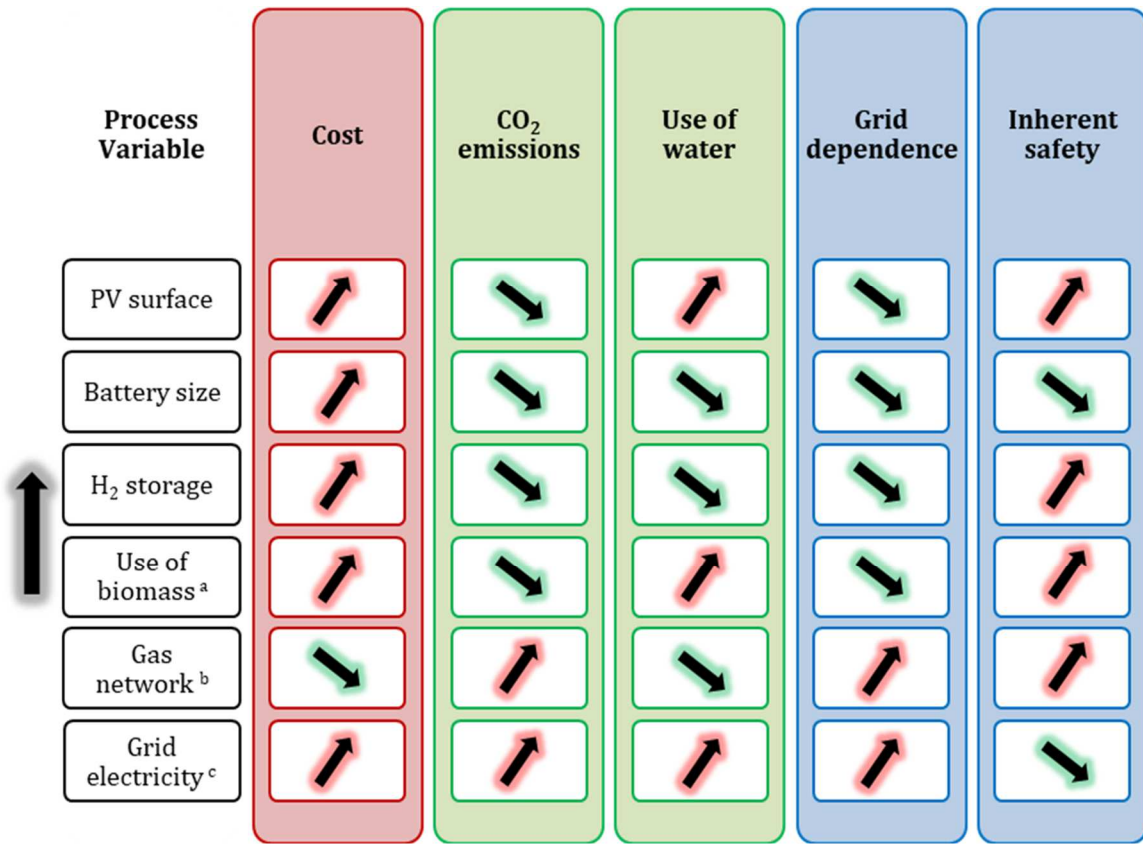 Process
Variable
Cost
CO₂
emissions
Use of
water
Grid
dependence
Inherent
safety
PV surface
Battery size
H₂ storage
Use of
biomass ᵃ
Gas
network ᵇ
Grid
electricity ᶜ